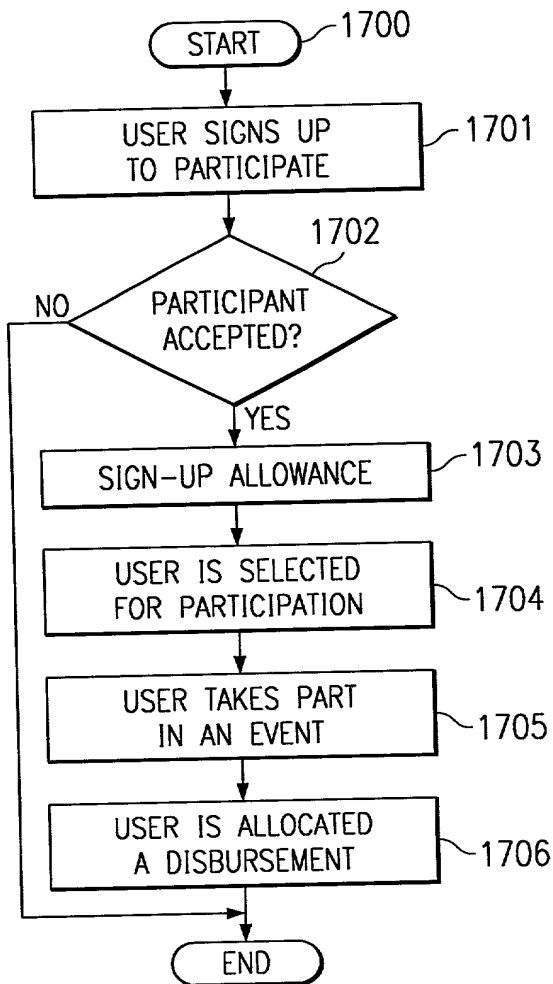 START
1700
USER SIGNS UP
TO PARTICIPATE
1701
1702
PARTICIPANT
ACCEPTED?
NO
YES
SIGN-UP ALLOWANCE
1703
USER IS SELECTED
FOR PARTICIPATION
1704
USER TAKES PART
IN AN EVENT
1705
USER IS ALLOCATED
A DISBURSEMENT
1706
END